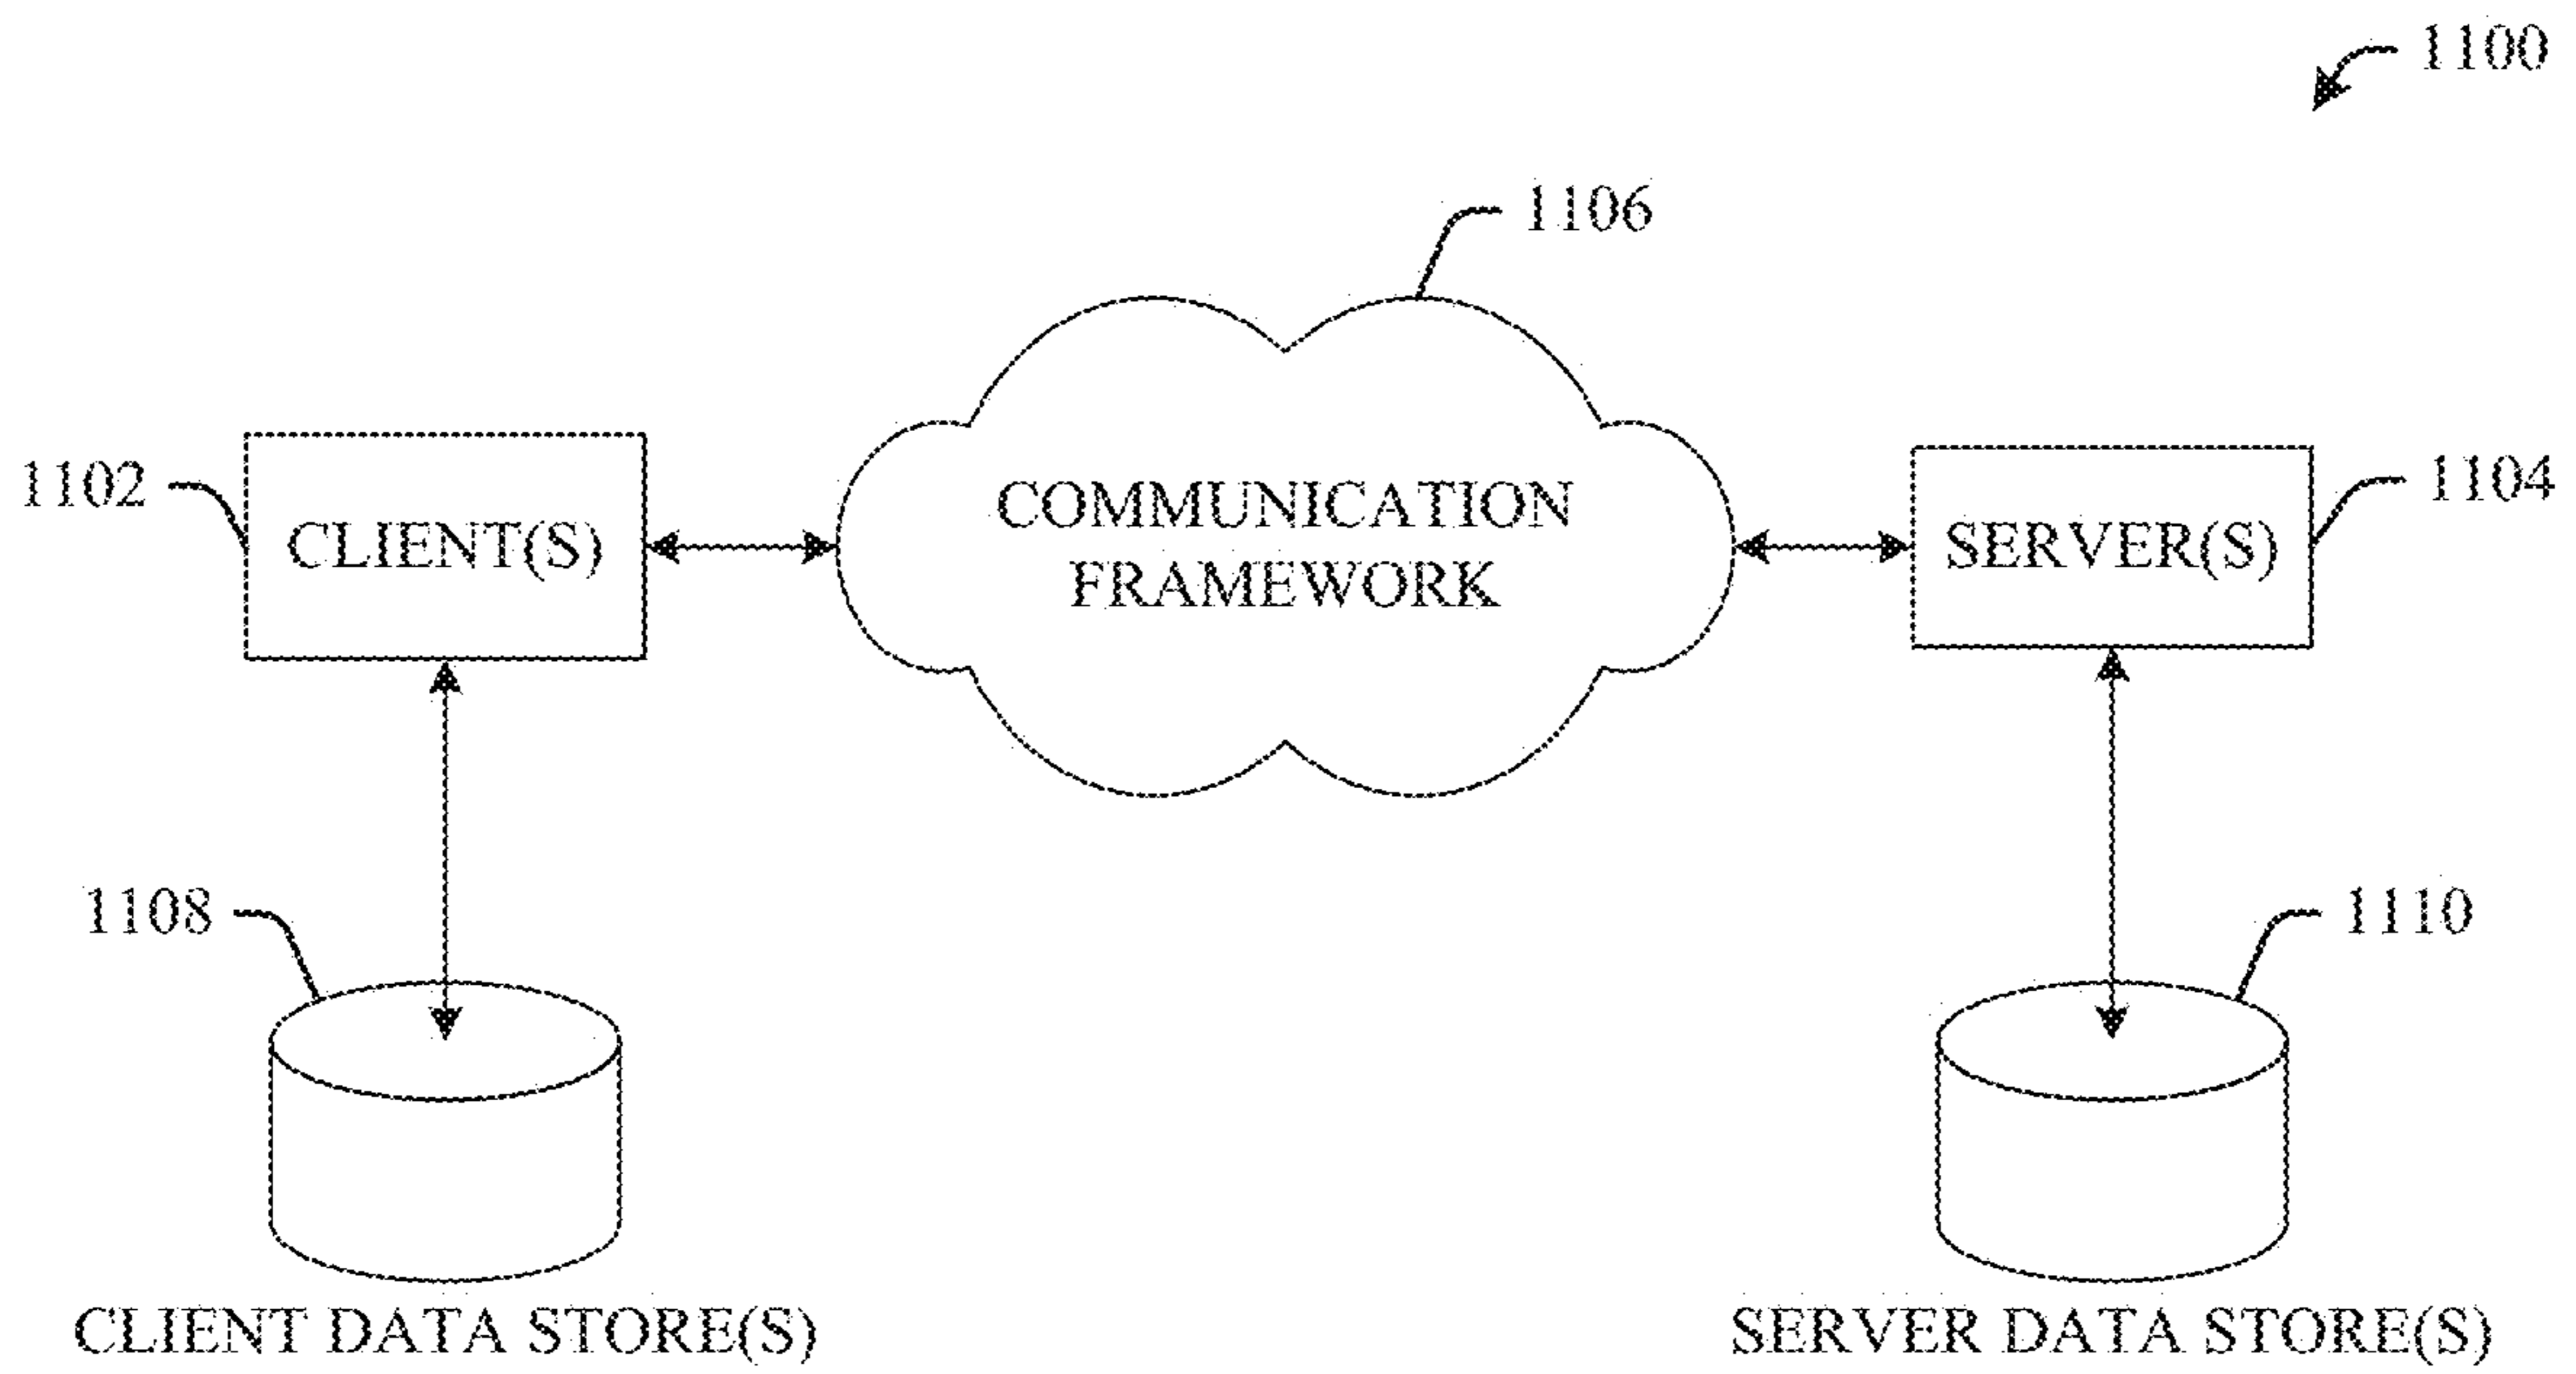 1100
1106
1102
CLIENT(S)
COMMUNICATION
FRAMEWORK
SERVER(S)
1104
1108
1110
CLIENT DATA STORE(S)
SERVER DATA STORE(S)